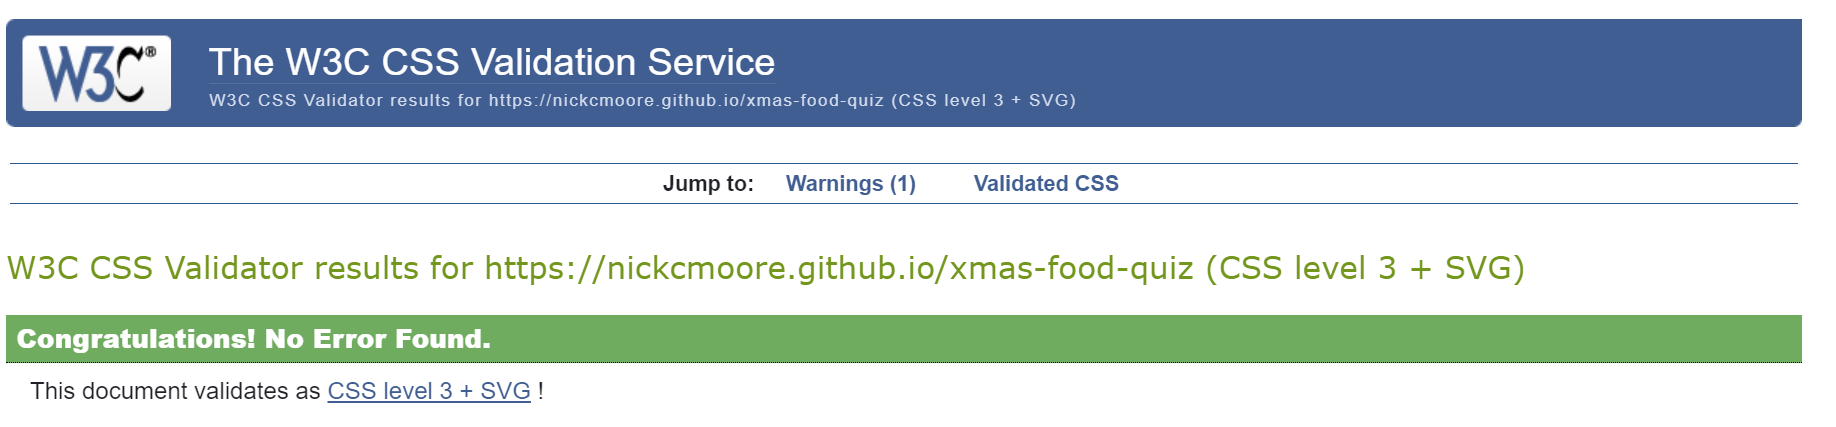 W3C®
The W3C CSS Validation Service
W3C CSS Validator results for https://nickcmoore.github.io/xmas-food-quiz (CSS level 3 + SVG)
Jump to: Warnings (1) Validated CSS
W3C CSS Validator results for https://nickcmoore.github.io/xmas-food-quiz (CSS level 3 + SVG)
Congratulations! No Error Found.
This document validates as CSS level 3 + SVG !